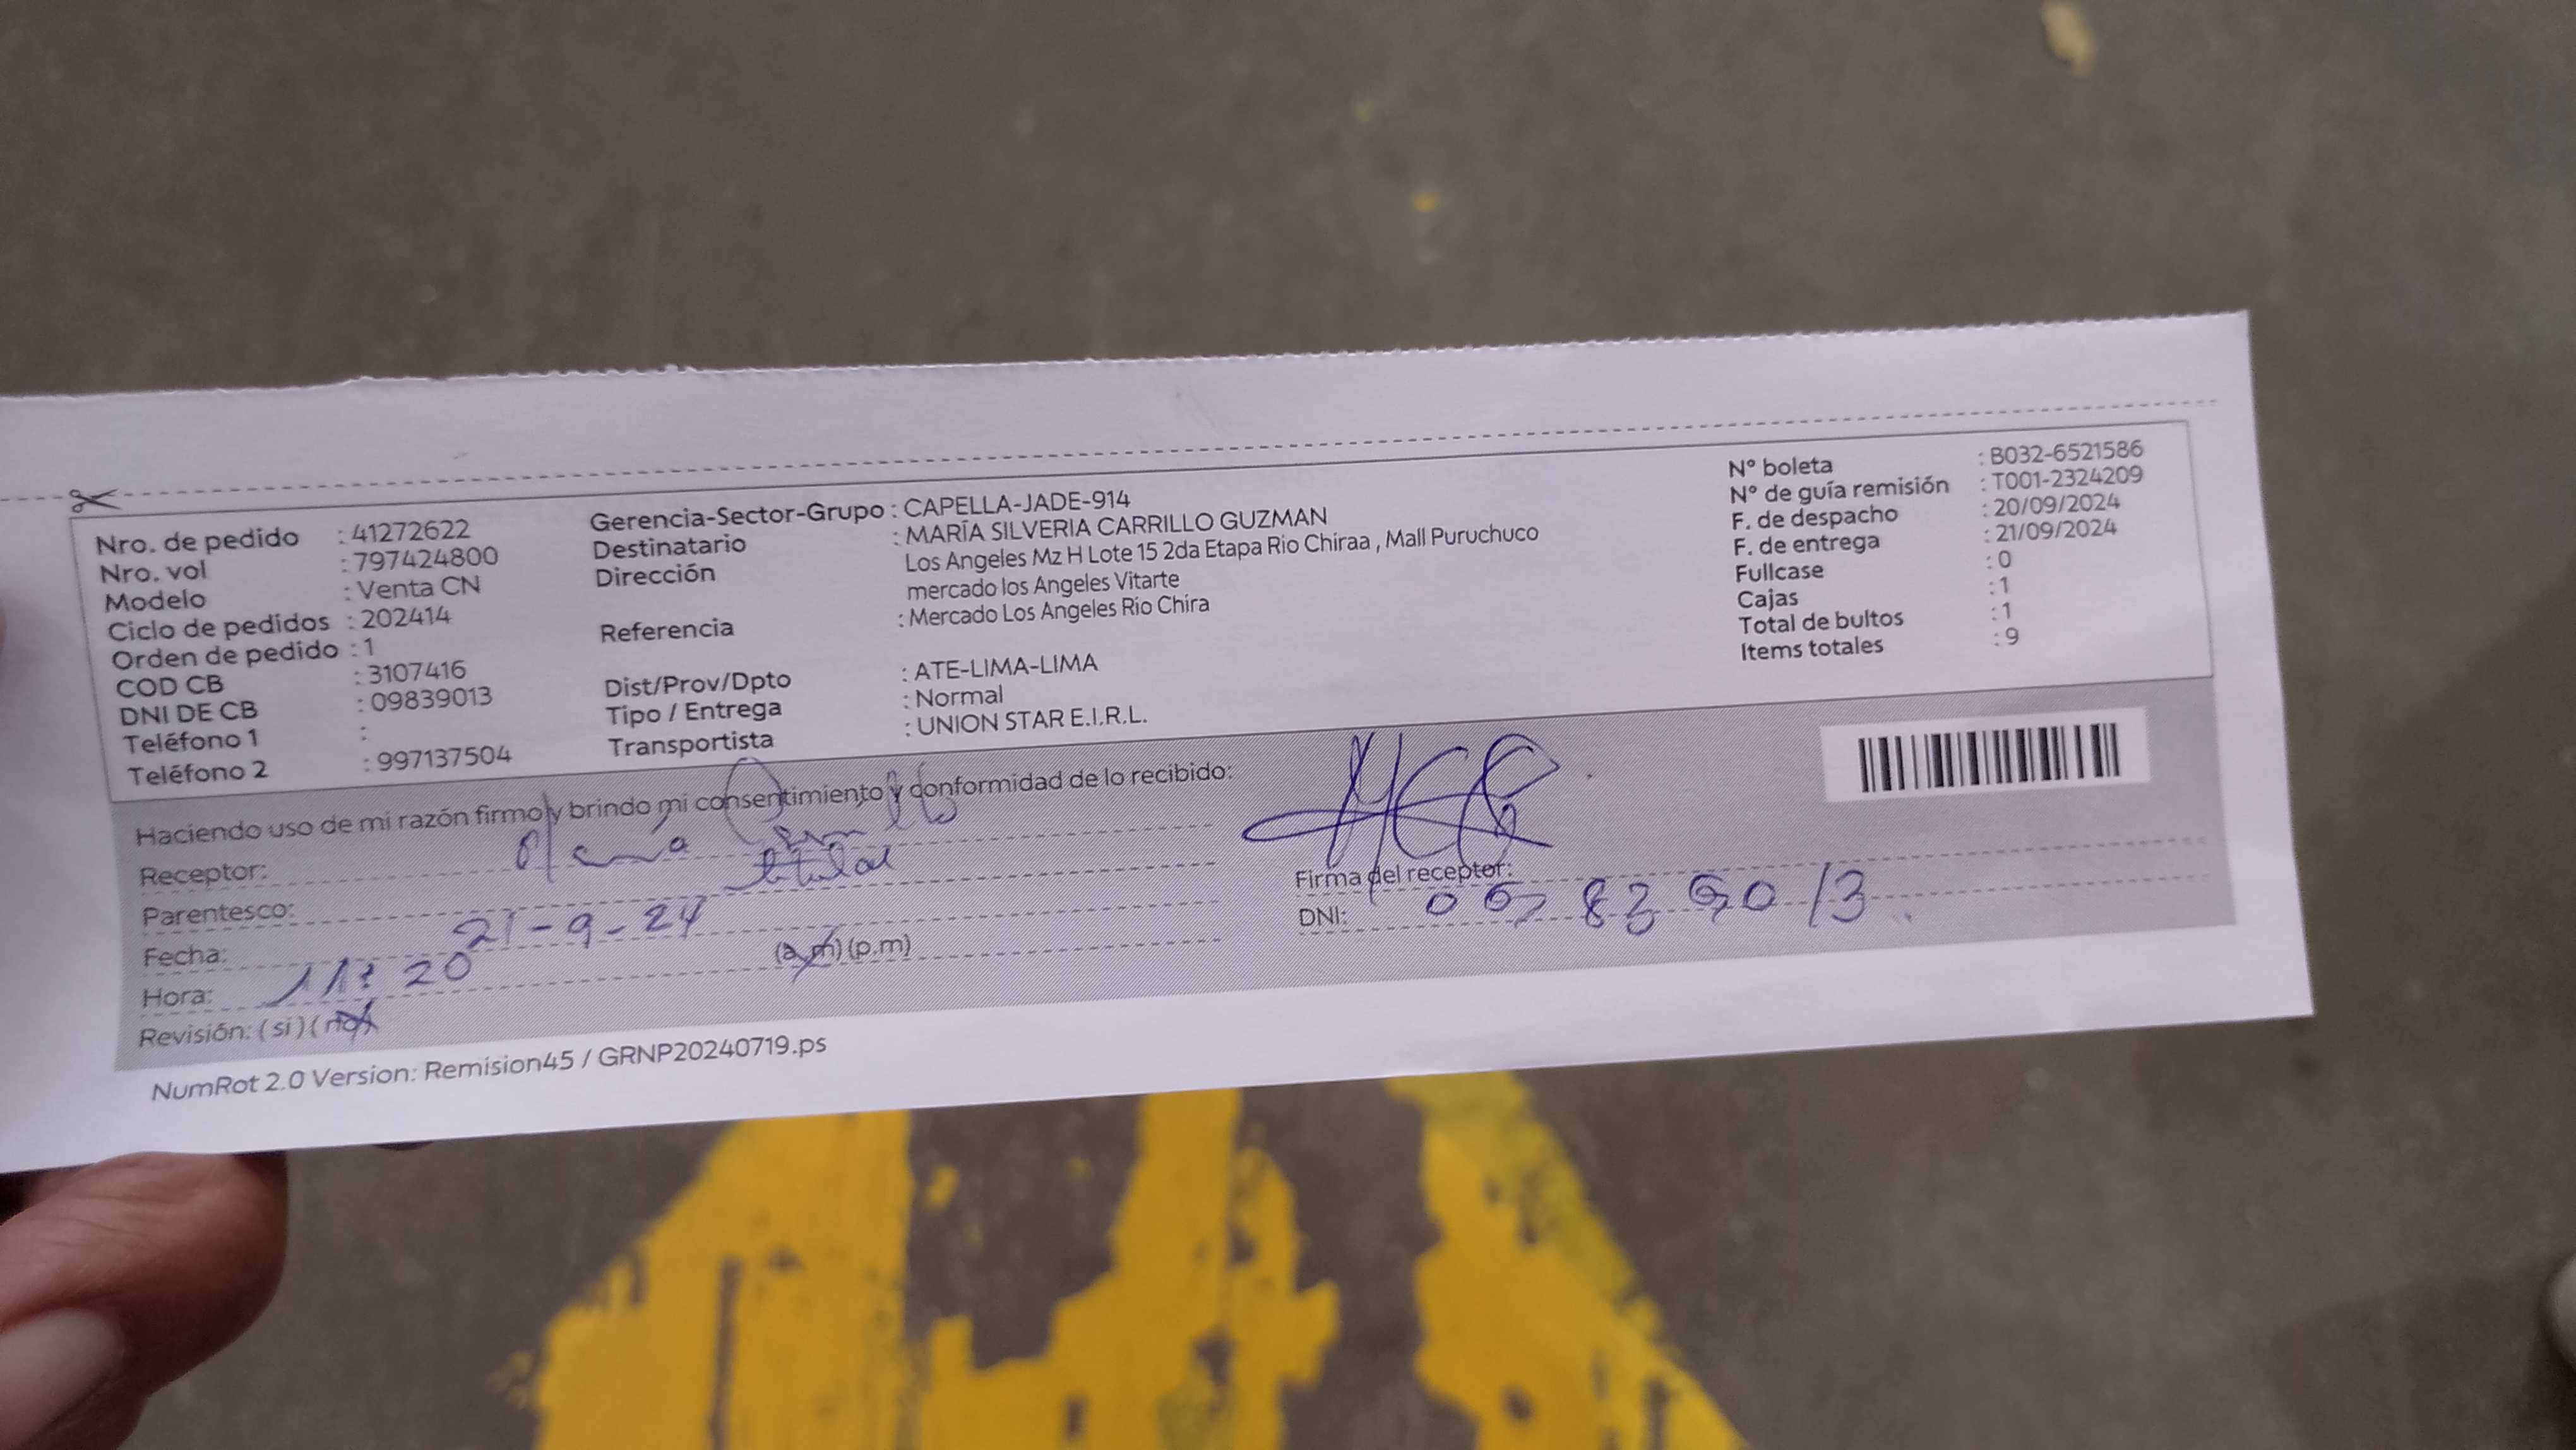 Nro. de pedido : 41272622
Nro. vol : 797424800
Modelo : Venta CN
Ciclo de pedidos : 202414
Orden de pedido : 1
COD CB : 3107416
DNI DE CB : 09839013
Teléfono 1 :
Teléfono 2 : 997137504
Gerencia-Sector-Grupo : CAPELLA-JADE-914
Destinatario : MARÍA SILVERIA CARRILLO GUZMAN
Dirección Los Angeles Mz H Lote 15 2da Etapa Rio Chiraa , Mall Puruchuco
mercado los Angeles Vitarte
Referencia : Mercado Los Angeles Rio Chira
Dist/Prov/Dpto : ATE-LIMA-LIMA
Tipo / Entrega : Normal
Transportista : UNION STAR E.I.R.L.
N° boleta : B032-6521586
N° de guía remisión : T001-2324209
F. de despacho : 20/09/2024
F. de entrega : 21/09/2024
Fullcase : 0
Cajas : 1
Total de bultos : 1
Items totales : 9
Haciendo uso de mi razón firmo y brindo mi consentimiento y conformidad de lo recibido:
Receptor: María
Parentesco: titular
Fecha: 21-9-24
Hora: 11:20 (a.m) (p.m)
Revisión: (si) (no)
Firma del receptor:
DNI: 09839013
NumRot 2.0 Version: Remision45 / GRNP20240719.ps